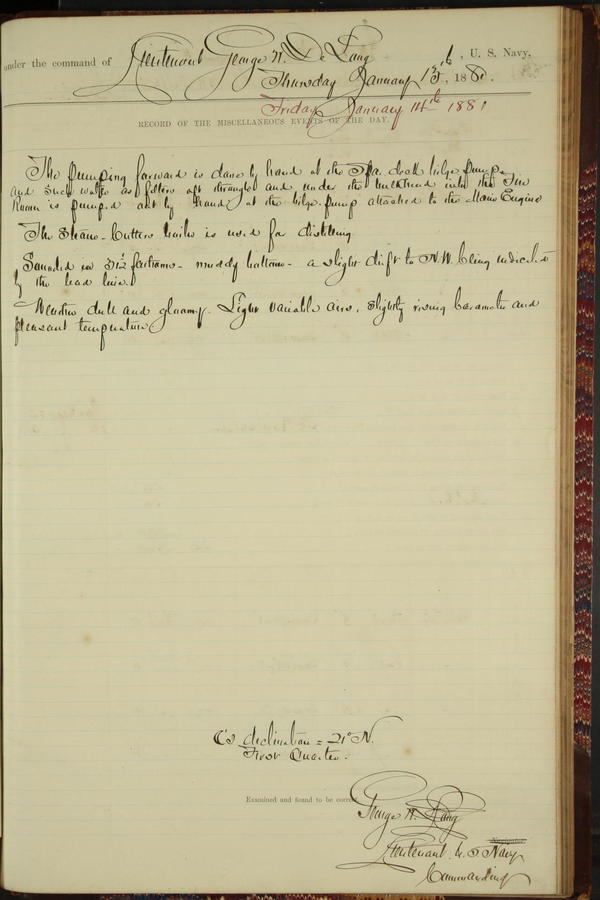 under the command of Lieutenant George W. De Long, U. S. Navy.
Thursday January 13th, 1881.
Friday January 14th 1881
RECORD OF THE MISCELLANEOUS EVENTS OF THE DAY.
The pumping forward is done by hand at the Spar deck bilge pump,
and such water as filters aft through and under the bulkhead into the Fire
Room is pumped out by hand at the bilge pump attached to the Main Engine
The Steam-Cutters boiler is used for distilling.
Sounded in 31½ fathoms - muddy bottom - a slight drift to N.W. being indicated
by the lead line.
Weather dull and gloomy. Light variable airs, slightly rising barometer and
pleasant temperature
C's declination = 21° N.
First Quarter.
Examined and found to be correct.
George W. De Long
Lieutenant U. S Navy
Commanding